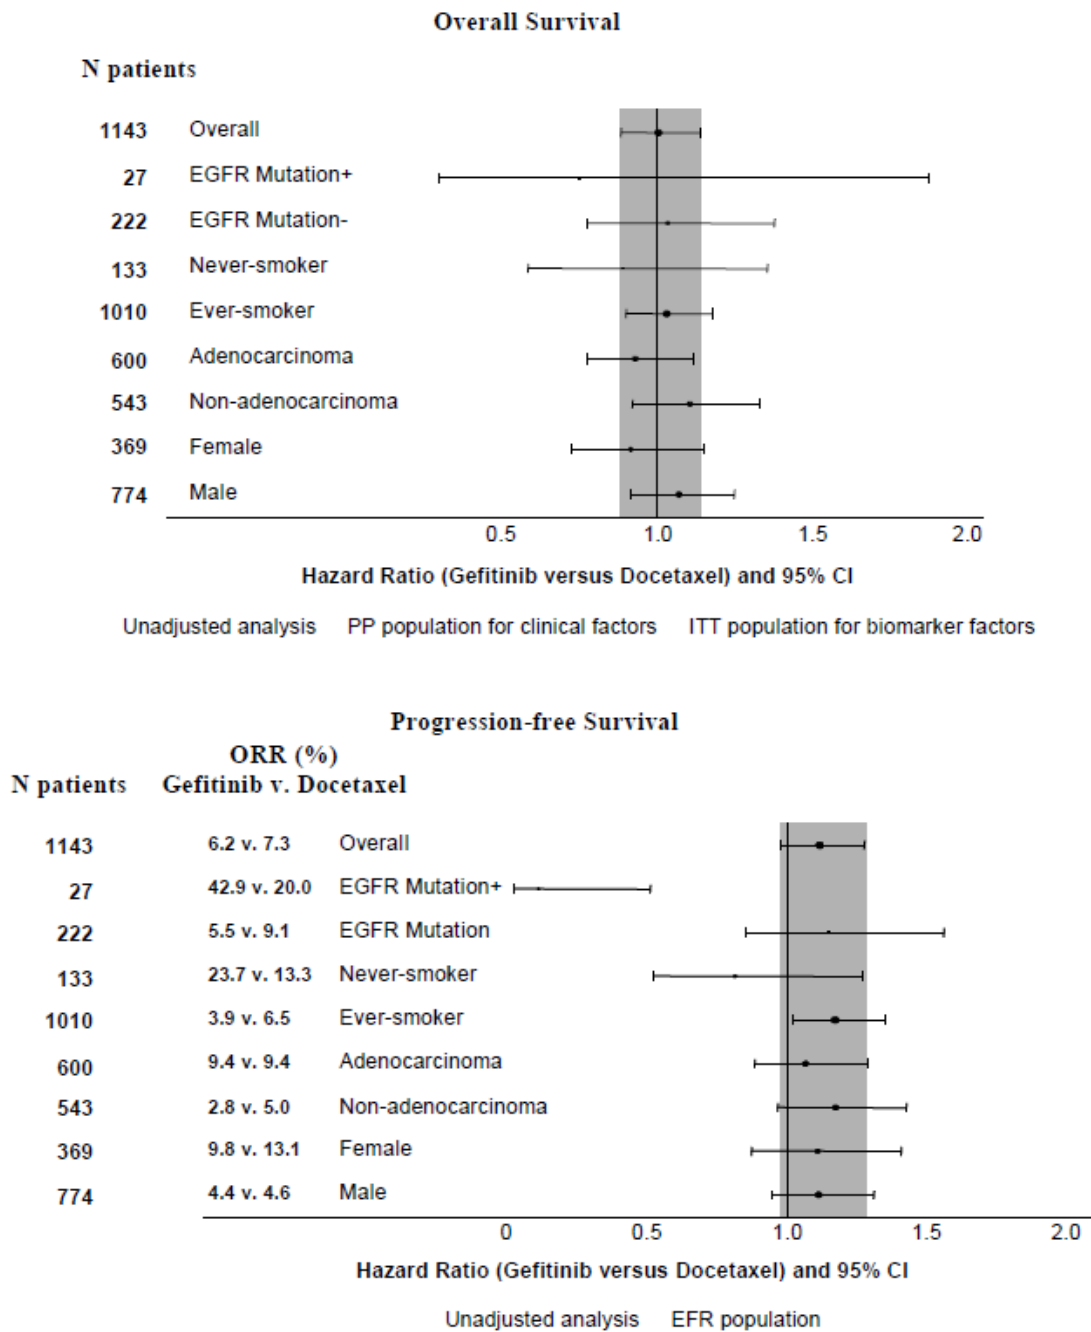 Overall Survival
N patients
1143 Overall
27 EGFR Mutation+
222 EGFR Mutation-
133 Never-smoker
1010 Ever-smoker
600 Adenocarcinoma
543 Non-adenocarcinoma
369 Female
774 Male
0.5 1.0 1.5 2.0
Hazard Ratio (Gefitinib versus Docetaxel) and 95% CI
Unadjusted analysis PP population for clinical factors ITT population for biomarker factors
Progression-free Survival
ORR (%)
N patients Gefitinib v. Docetaxel
1143 6.2 v. 7.3 Overall
27 42.9 v. 20.0 EGFR Mutation+
222 5.5 v. 9.1 EGFR Mutation
133 23.7 v. 13.3 Never-smoker
1010 3.9 v. 6.5 Ever-smoker
600 9.4 v. 9.4 Adenocarcinoma
543 2.8 v. 5.0 Non-adenocarcinoma
369 9.8 v. 13.1 Female
774 4.4 v. 4.6 Male
0 0.5 1.0 1.5 2.0
Hazard Ratio (Gefitinib versus Docetaxel) and 95% CI
Unadjusted analysis EFR population